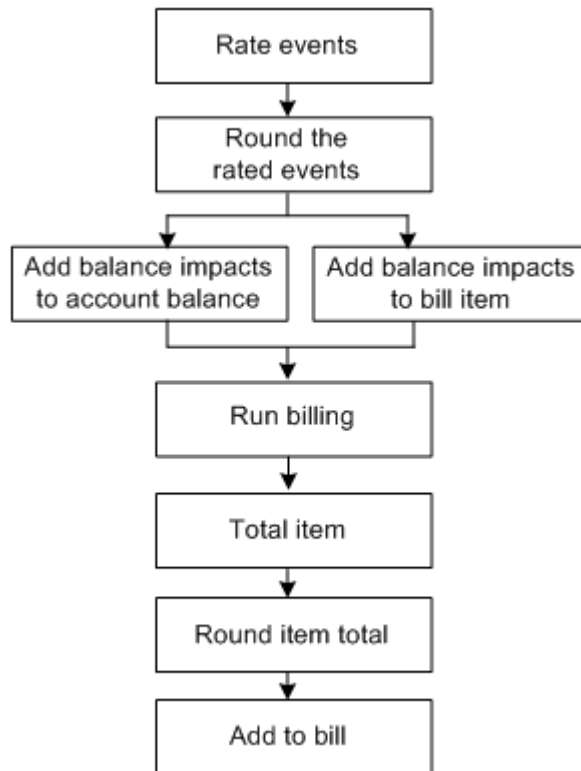 Rate events
Round the
rated events
Add balance impacts
to account balance
Add balance impacts
to bill item
Run billing
Total item
Round item total
Add to bill